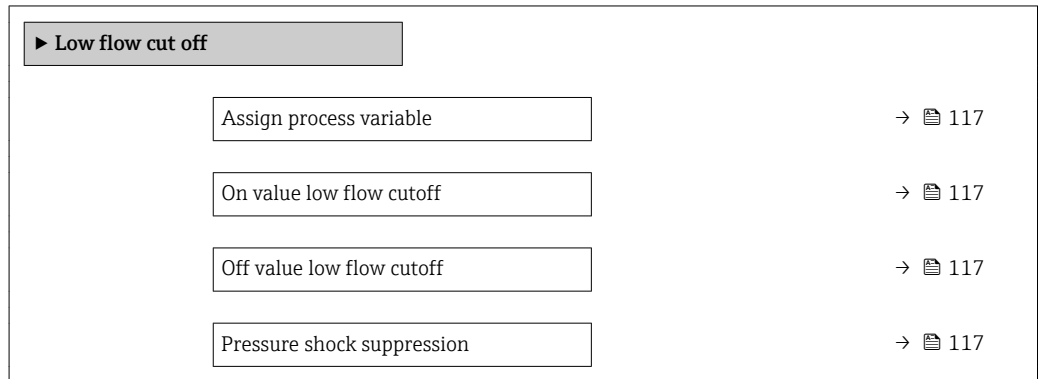 ► Low flow cut off
Assign process variable → 117
On value low flow cutoff → 117
Off value low flow cutoff → 117
Pressure shock suppression → 117